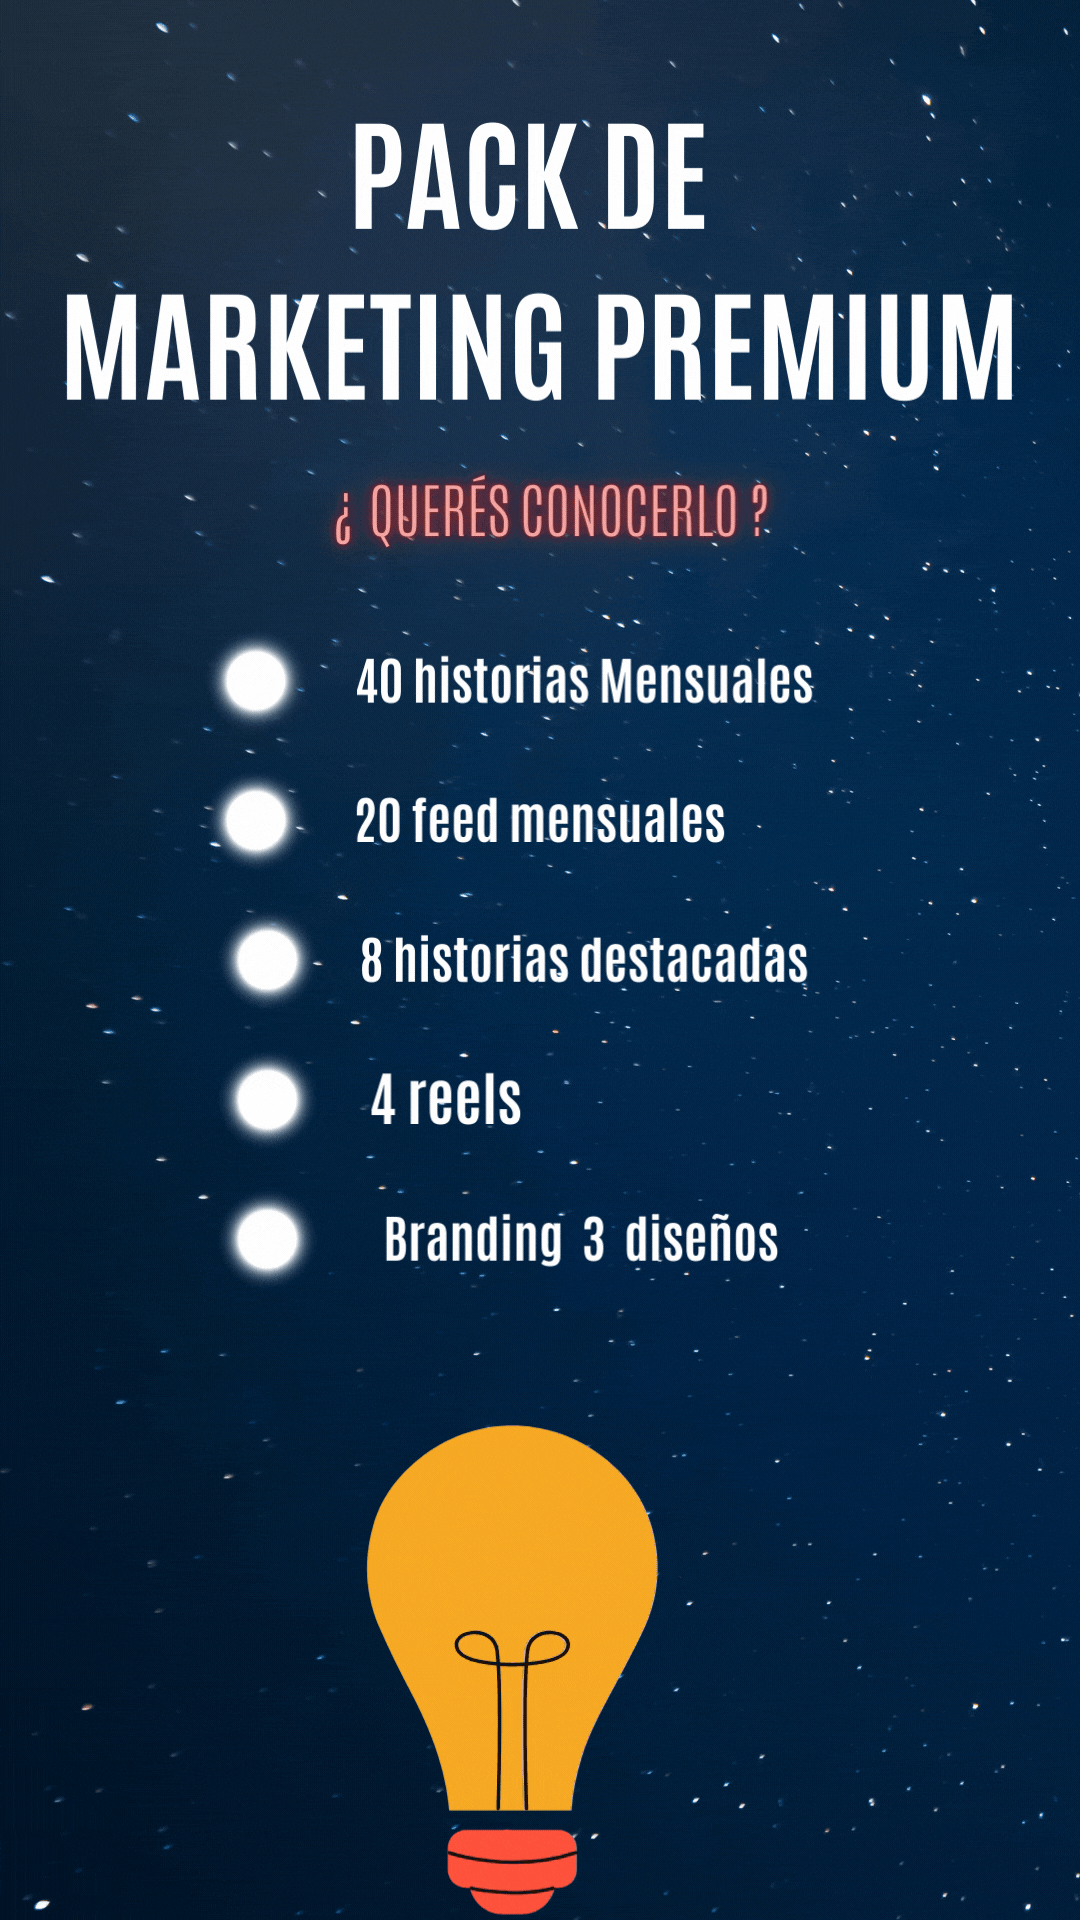 PACK DE
MARKETING PREMIUM
¿ QUERÉS CONOCERLO ?
40 historias Mensuales
20 feed mensuales
8 historias destacadas
4 reels
Branding 3 diseños